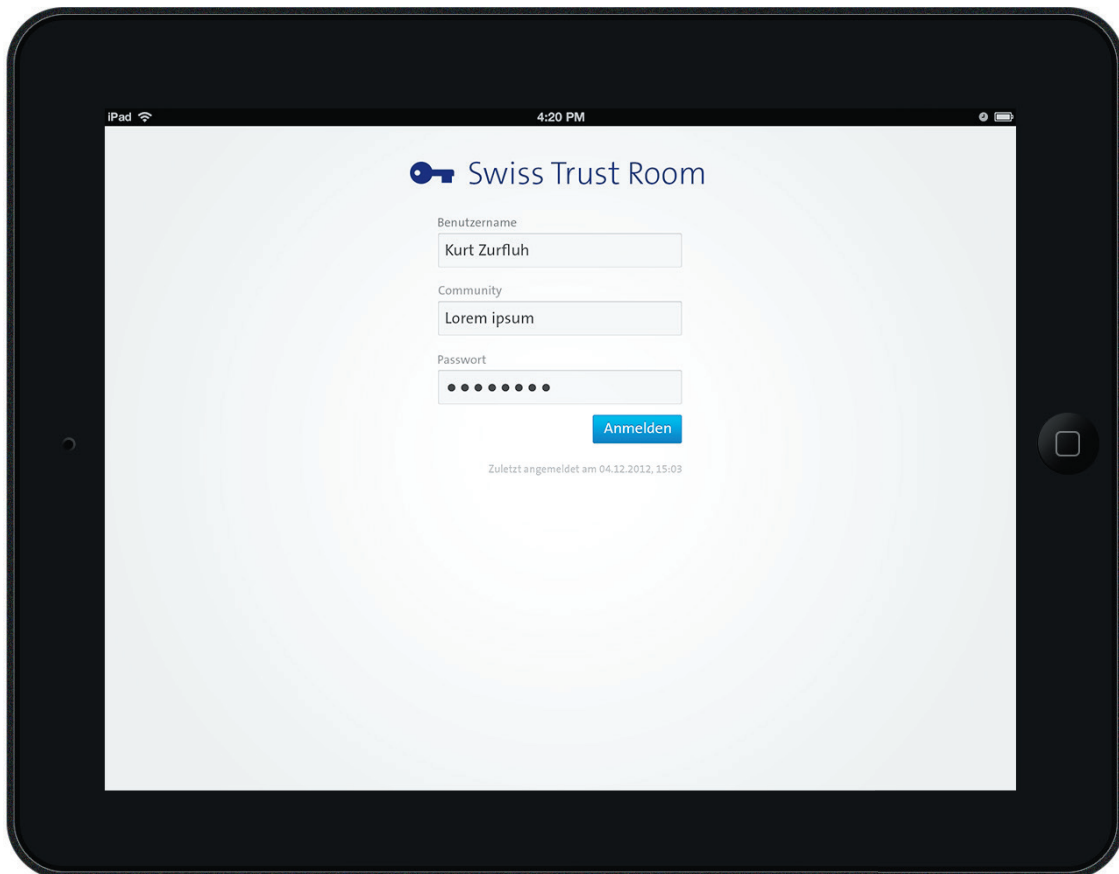 iPad
4:20 PM
Swiss Trust Room
Benutzername
Kurt Zurfluh
Community
Lorem ipsum
Passwort
Anmelden
Zuletzt angemeldet am 04.12.2012, 15:03